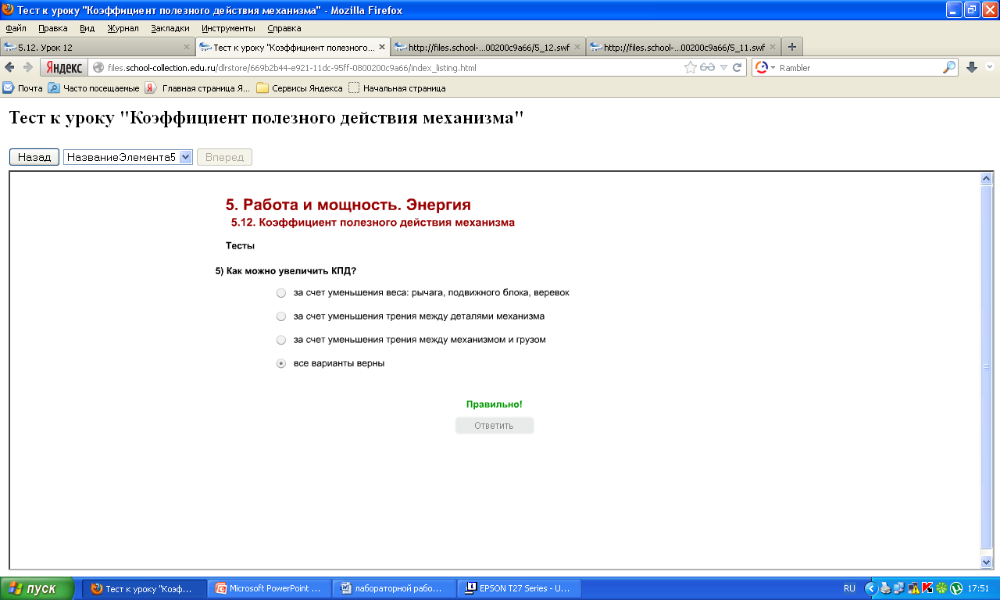 Тест к уроку "Коэффициент полезного действия механизма" - Mozilla Firefox
Файл Правка Вид Журнал Закладки Инструменты Справка
5.12. Урок 12
Тест к уроку "Коэффициент полезного...
http://files.school-...00200c9a66/5_12.swf
http://files.school-...00200c9a66/5_11.swf
Яндекс
files.school-collection.edu.ru/dlrstore/669b2b44-e921-11dc-95ff-0800200c9a66/index_listing.html
Rambler
Почта Часто посещаемые Главная страница Я... Сервисы Яндекса Начальная страница
Тест к уроку "Коэффициент полезного действия механизма"
Назад НазваниеЭлемента5 Вперед
5. Работа и мощность. Энергия
5.12. Коэффициент полезного действия механизма
Тесты
5) Как можно увеличить КПД?
за счет уменьшения веса: рычага, подвижного блока, веревок
за счет уменьшения трения между деталями механизма
за счет уменьшения трения между механизмом и грузом
все варианты верны
Правильно!
Ответить
пуск
Тест к уроку "Коэф...
Microsoft PowerPoint ...
лабораторной рабо...
EPSON T27 Series - U...
RU
17:51